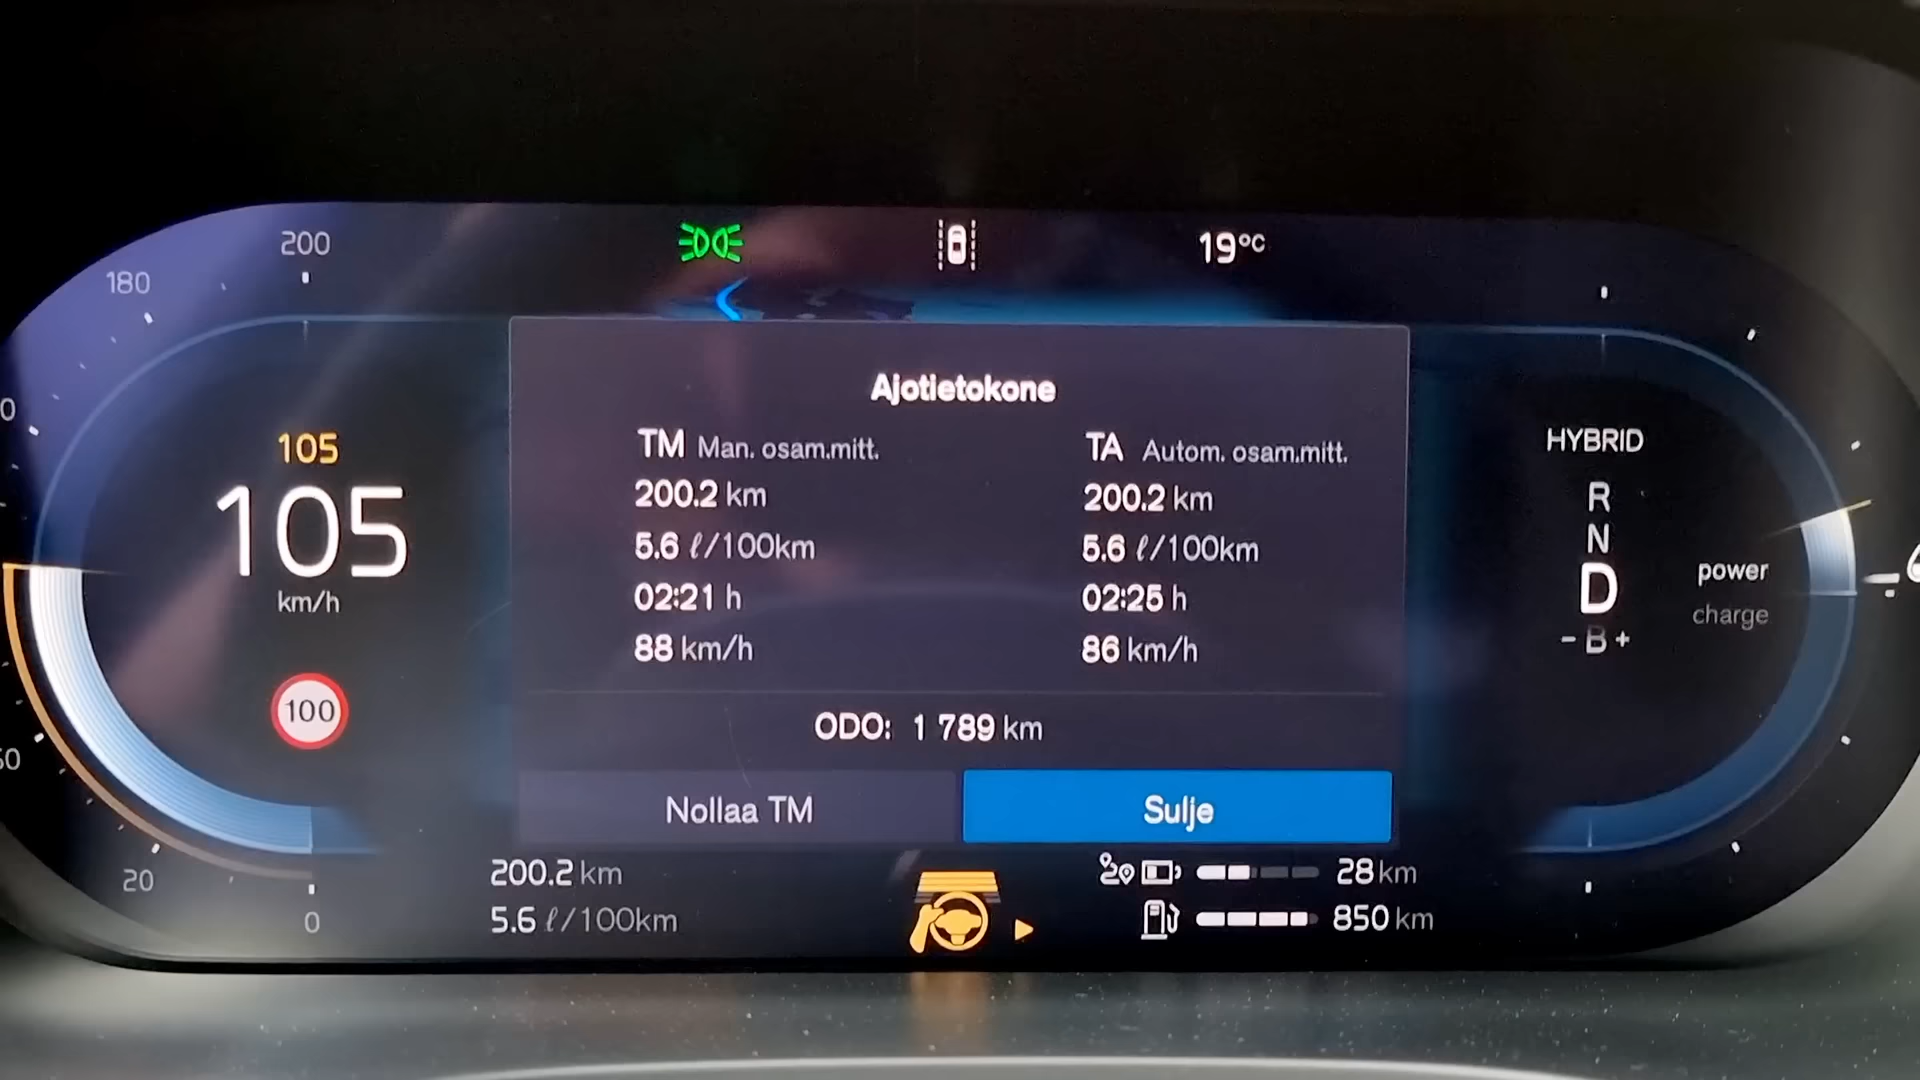 200
19°C
180
105
105
km/h
100
20
0
Ajotietokone
TM Man. osam.mitt.
200.2 km
5.6 ℓ/100km
02:21 h
88 km/h
TA Autom. osam.mitt.
200.2 km
5.6 ℓ/100km
02:25 h
86 km/h
ODO: 1 789 km
Nollaa TM
Sulje
200.2 km
5.6 ℓ/100km
28 km
850 km
HYBRID
R
N
D
- B +
power
charge